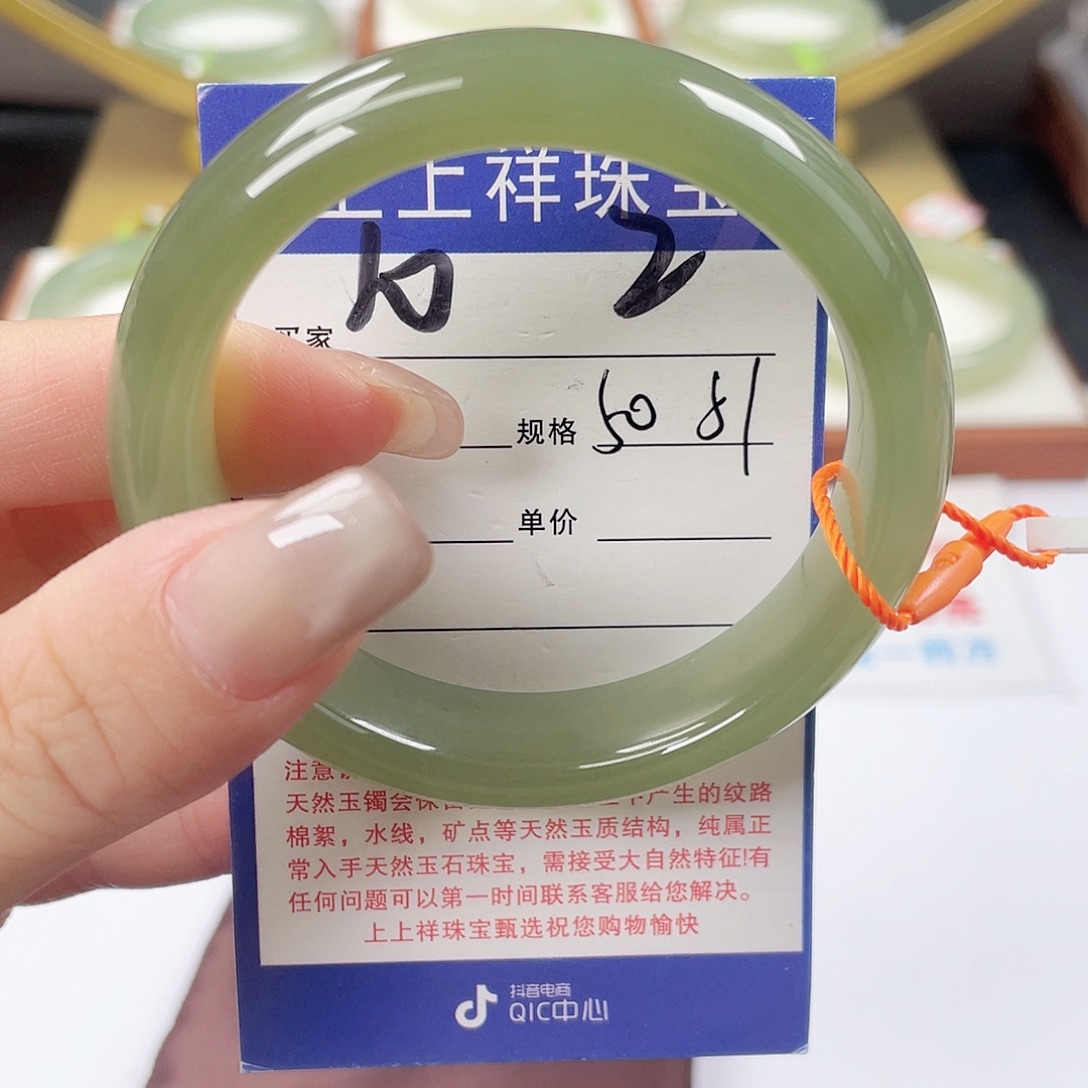 上上祥珠宝
买家
规格 50 81
单价
天然玉镯会保 产生的纹路
棉絮，水线，矿点等天然玉质结构，纯属正
常入手天然玉石珠宝，需接受大自然特征!有
任何问题可以第一时间联系客服给您解决。
上上祥珠宝甄选祝您购物愉快
抖音电商
QIC中心